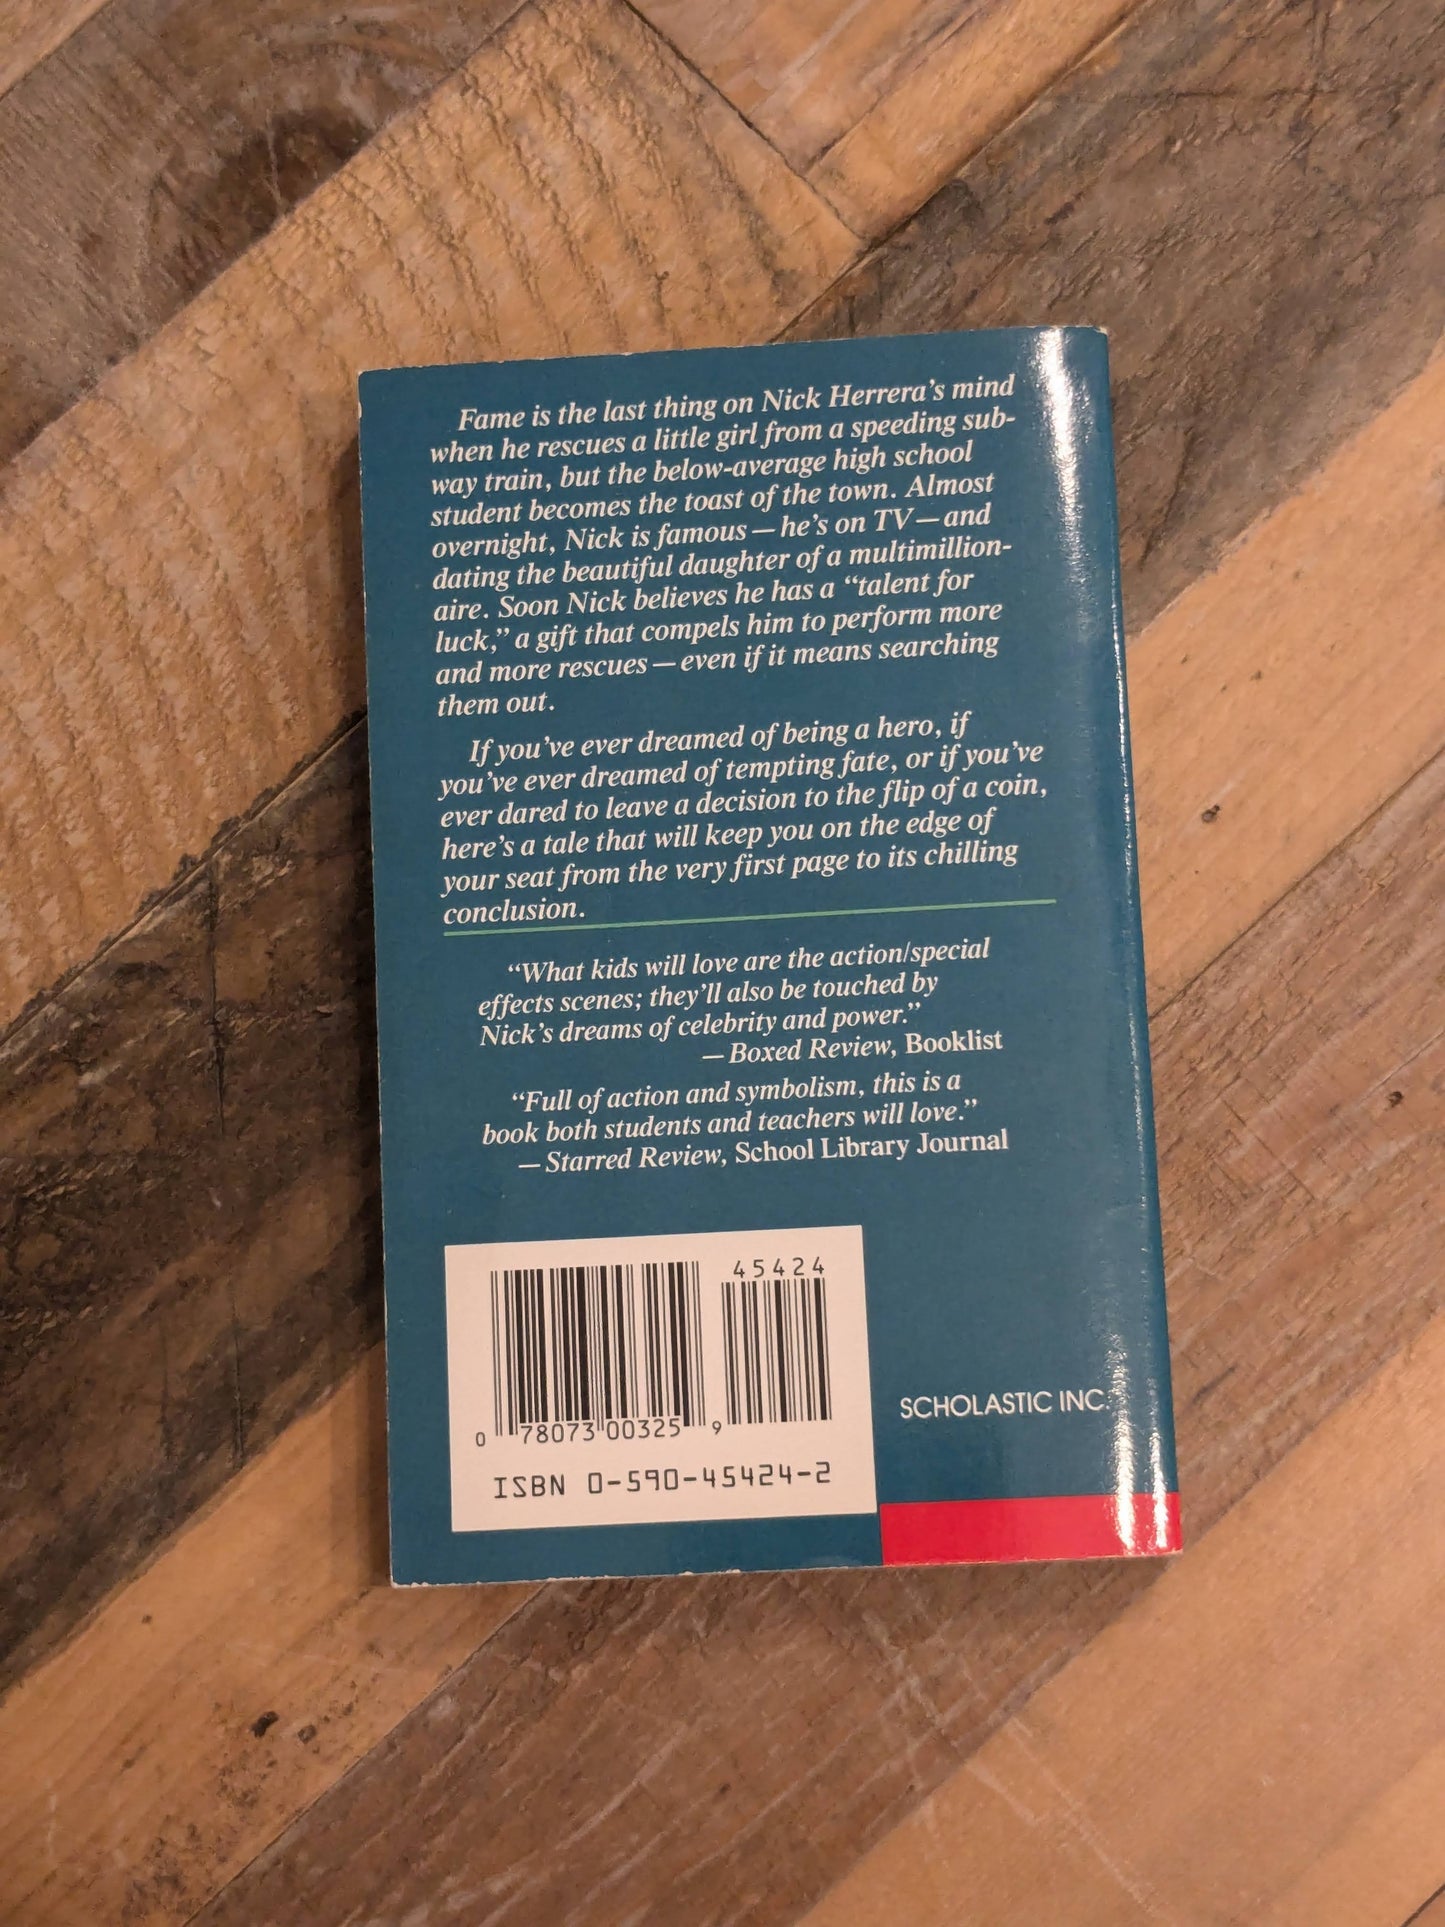 Fame is the last thing on Nick Herrera's mind
when he rescues a little girl from a speeding sub-
way train, but the below-average high school
student becomes the toast of the town. Almost
overnight, Nick is famous—he's on TV—and
dating the beautiful daughter of a multimillion-
aire. Soon Nick believes he has a “talent for
luck,” a gift that compels him to perform more
and more rescues—even if it means searching
them out.
If you've ever dreamed of being a hero, if
you've ever dreamed of tempting fate, or if you've
ever dared to leave a decision to the flip of a coin,
here's a tale that will keep you on the edge of
your seat from the very first page to its chilling
conclusion.
“What kids will love are the action/special
effects scenes; they'll also be touched by
Nick's dreams of celebrity and power.”
—Boxed Review, Booklist
“Full of action and symbolism, this is a
book both students and teachers will love.”
—Starred Review, School Library Journal
45424
0 78073 00325 9
ISBN 0-590-45424-2
SCHOLASTIC INC.